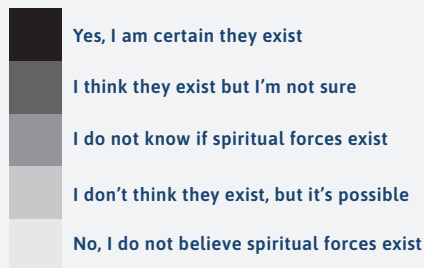 Yes, I am certain they exist
I think they exist but I’m not sure
I do not know if spiritual forces exist
I don’t think they exist, but it’s possible
No, I do not believe spiritual forces exist